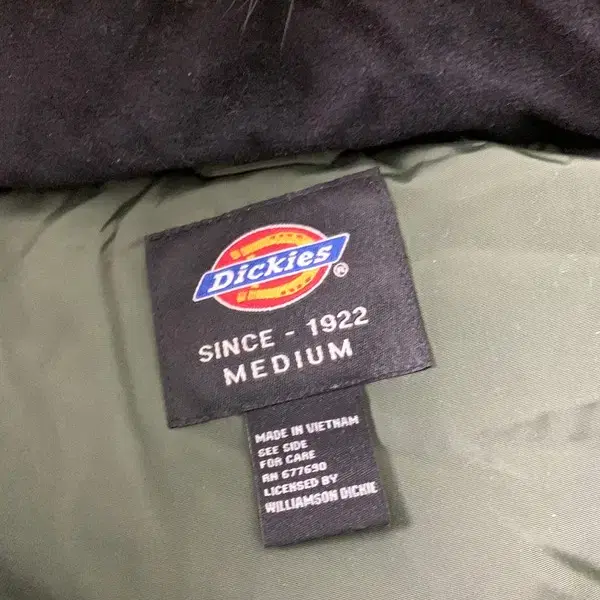 Dickies®
SINCE - 1922
MEDIUM
MADE IN VIETNAM
SEE SIDE
FOR CARE
RN 677690
LICENSED BY
WILLIAMSON DICKIE